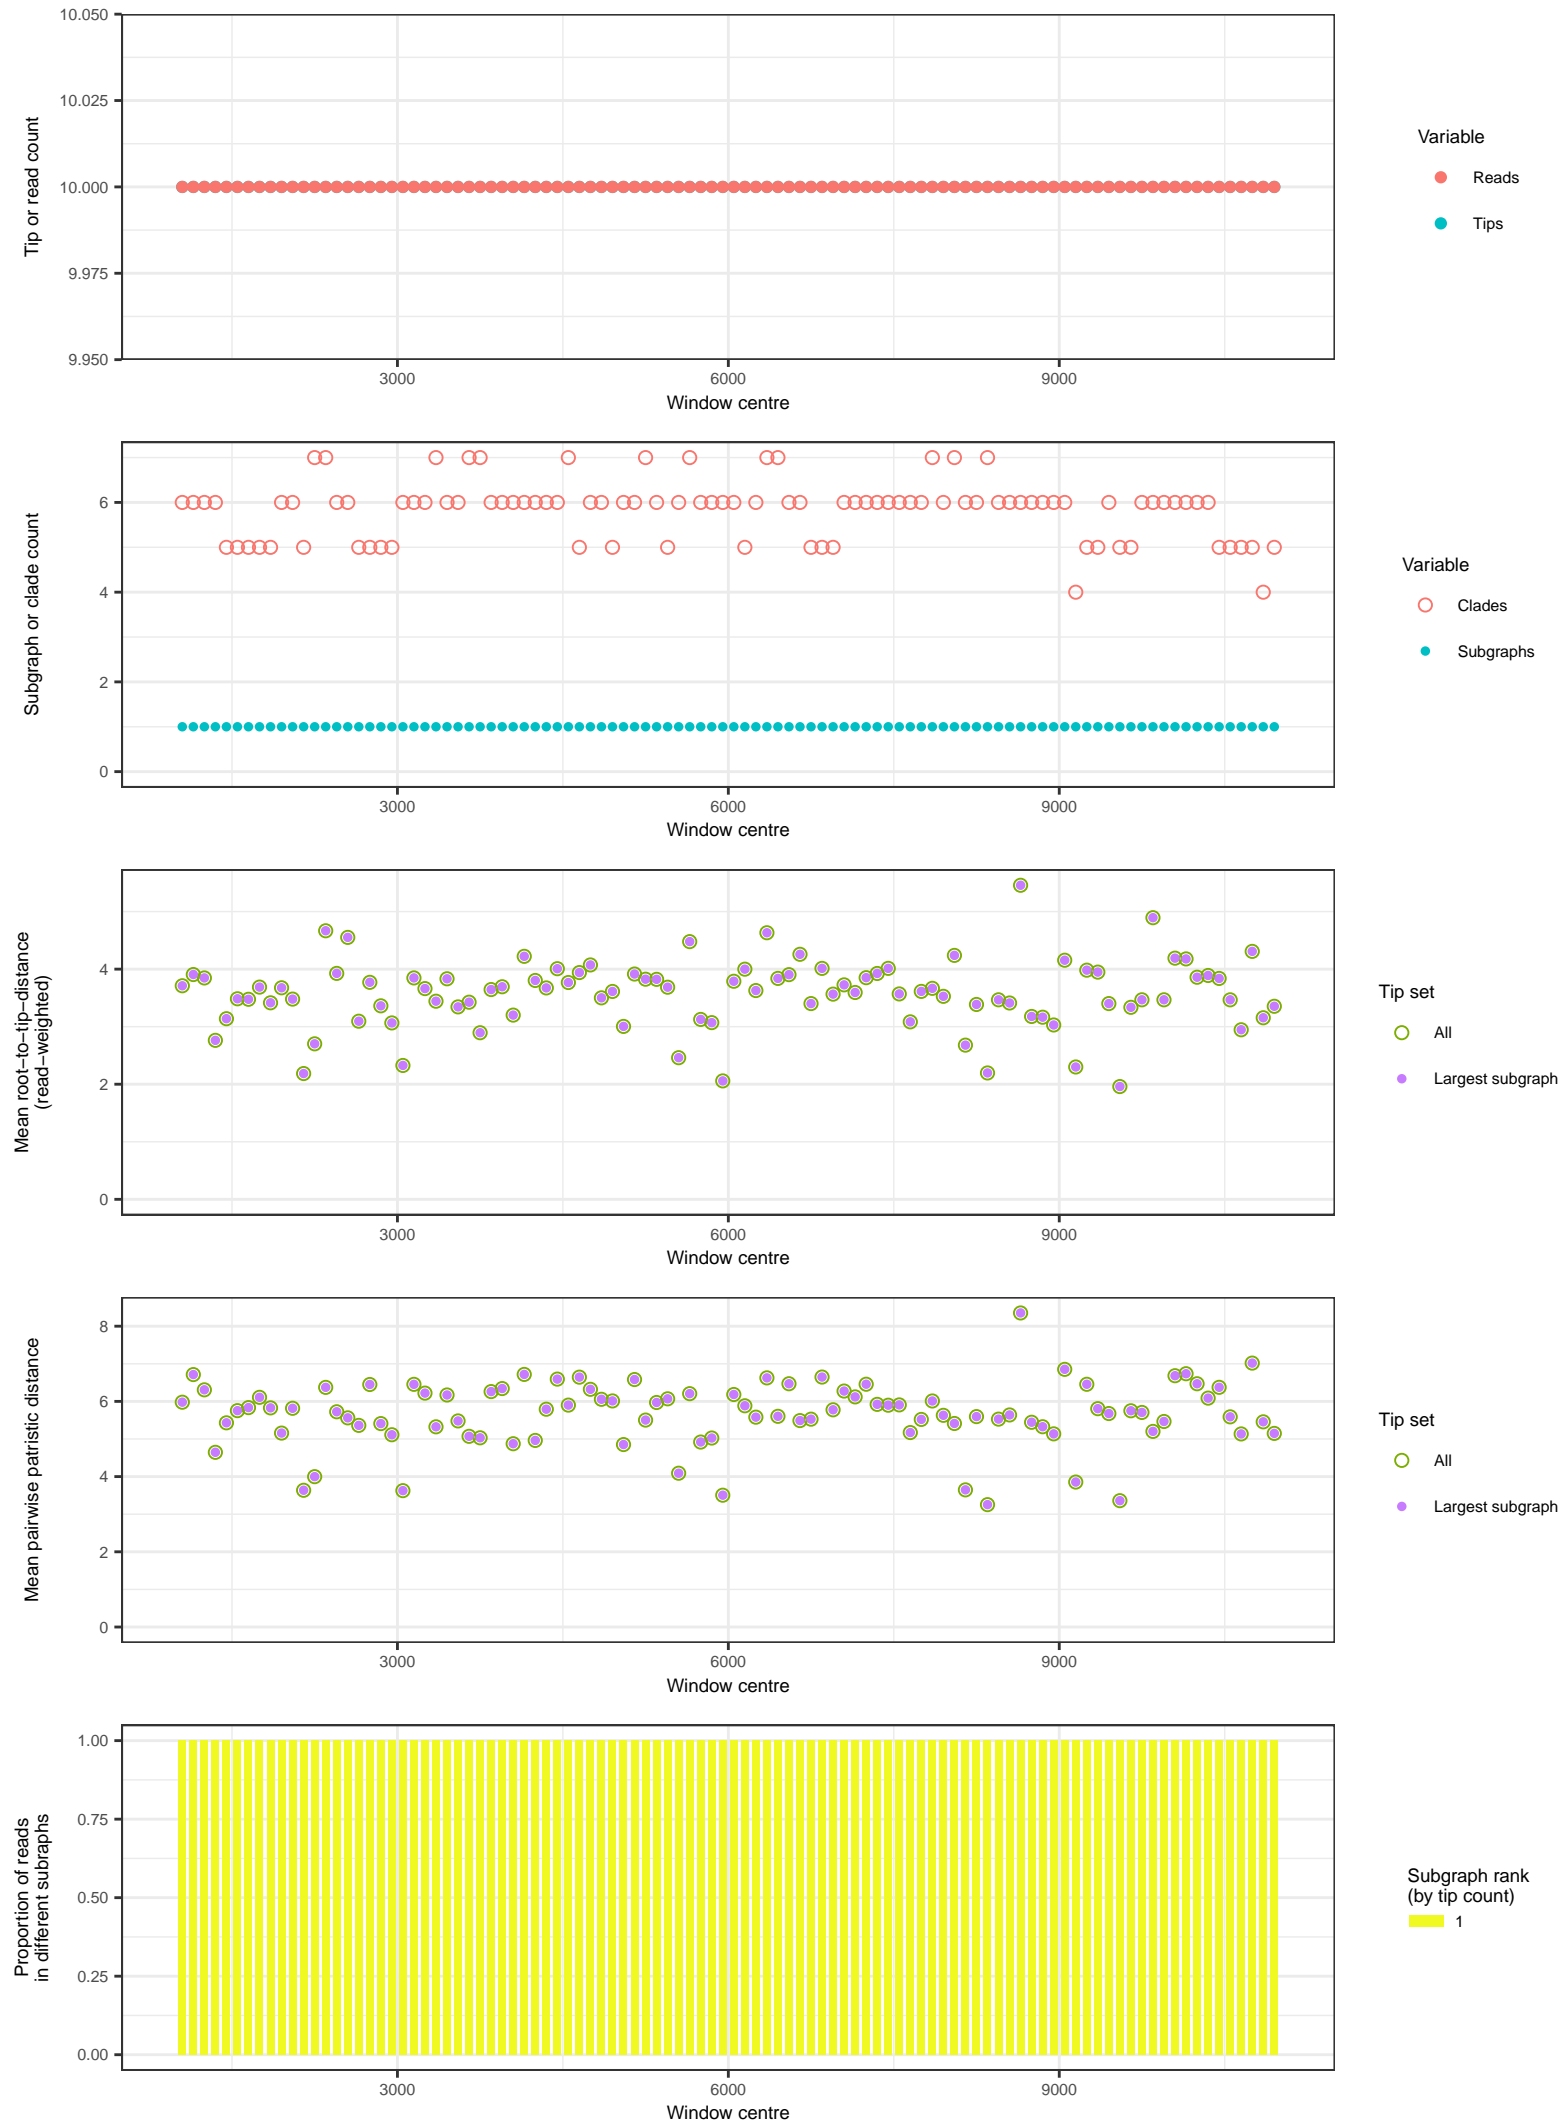 10.050
10.025
10.000
9.975
9.950
Tip or read count
3000
6000
9000
Window centre
Variable
Reads
Tips
6
4
2
0
Subgraph or clade count
3000
6000
9000
Window centre
Variable
Clades
Subgraphs
4
2
0
Mean root−to−tip−distance
(read−weighted)
3000
6000
9000
Window centre
Tip set
All
Largest subgraph
8
6
4
2
0
Mean pairwise patristic distance
3000
6000
9000
Window centre
Tip set
All
Largest subgraph
1.00
0.75
0.50
0.25
0.00
Proportion of reads
in different subraphs
3000
6000
9000
Window centre
Subgraph rank
(by tip count)
1